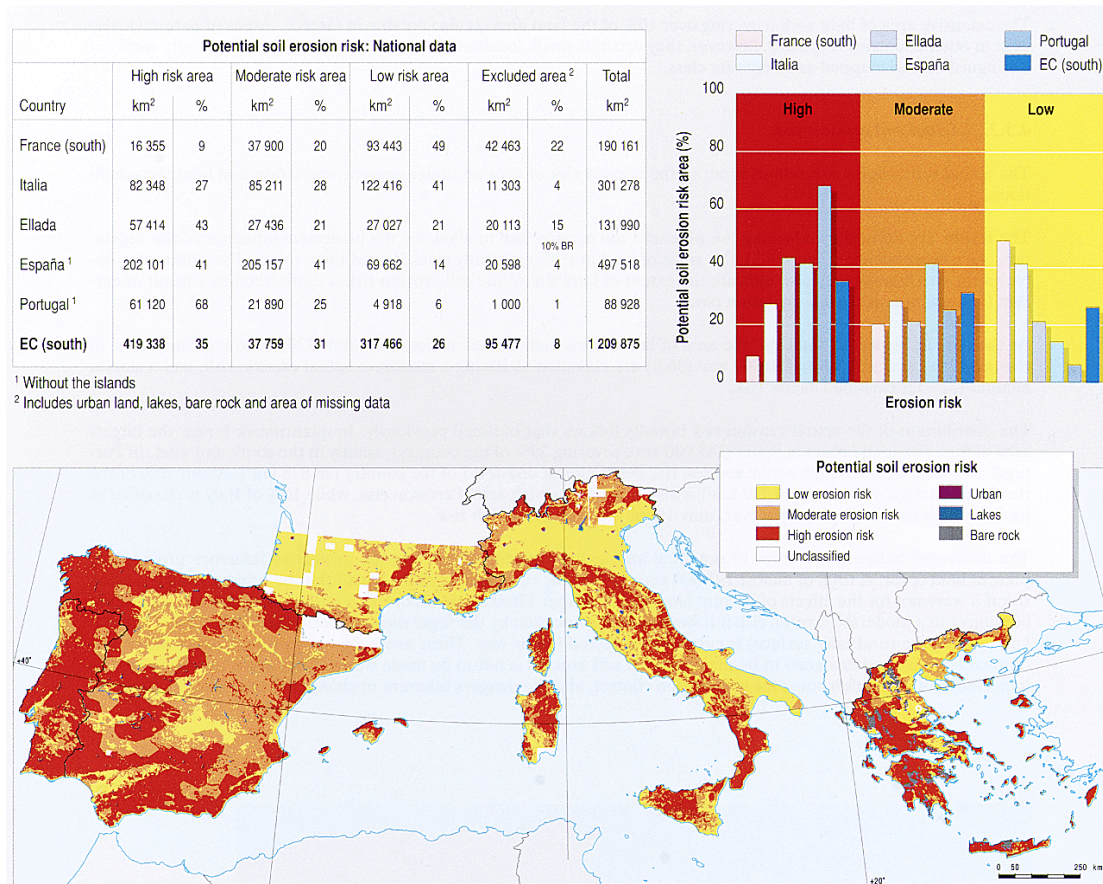 Potential soil erosion risk: National data
High risk area Moderate risk area Low risk area Excluded area 2 Total
Country km2 % km2 % km2 % km2 % km2
France (south) 16 355 9 37 900 20 93 443 49 42 463 22 190 161
Italia 82 348 27 85 211 28 122 416 41 11 303 4 301 278
Ellada 57 414 43 27 436 21 27 027 21 20 113 15 131 990
10% BR
España 1 202 101 41 205 157 41 69 662 14 20 598 4 497 518
Portugal 1 61 120 68 21 890 25 4 918 6 1 000 1 88 928
EC (south) 419 338 35 37 759 31 317 466 26 95 477 8 1 209 875
1 Without the islands
2 Includes urban land, lakes, bare rock and area of missing data
France (south) Ellada Portugal
Italia España EC (south)
Potential soil erosion risk area (%)
100
80
60
40
20
0
High Moderate Low
Erosion risk
Potential soil erosion risk
Low erosion risk Urban
Moderate erosion risk Lakes
High erosion risk Bare rock
Unclassified
+40°
+20°
0 50 250 km